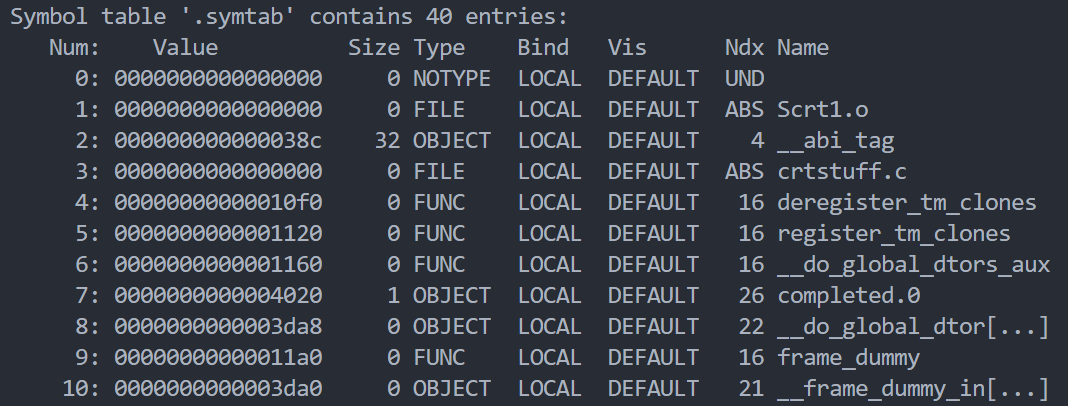 Symbol table '.symtab' contains 40 entries:
   Num:    Value          Size Type    Bind   Vis      Ndx Name
     0: 0000000000000000     0 NOTYPE  LOCAL  DEFAULT  UND
     1: 0000000000000000     0 FILE    LOCAL  DEFAULT  ABS Scrt1.o
     2: 000000000000038c    32 OBJECT  LOCAL  DEFAULT    4 __abi_tag
     3: 0000000000000000     0 FILE    LOCAL  DEFAULT  ABS crtstuff.c
     4: 00000000000010f0     0 FUNC    LOCAL  DEFAULT   16 deregister_tm_clones
     5: 0000000000001120     0 FUNC    LOCAL  DEFAULT   16 register_tm_clones
     6: 0000000000001160     0 FUNC    LOCAL  DEFAULT   16 __do_global_dtors_aux
     7: 0000000000004020     1 OBJECT  LOCAL  DEFAULT   26 completed.0
     8: 0000000000003da8     0 OBJECT  LOCAL  DEFAULT   22 __do_global_dtor[...]
     9: 00000000000011a0     0 FUNC    LOCAL  DEFAULT   16 frame_dummy
    10: 0000000000003da0     0 OBJECT  LOCAL  DEFAULT   21 __frame_dummy_in[...]